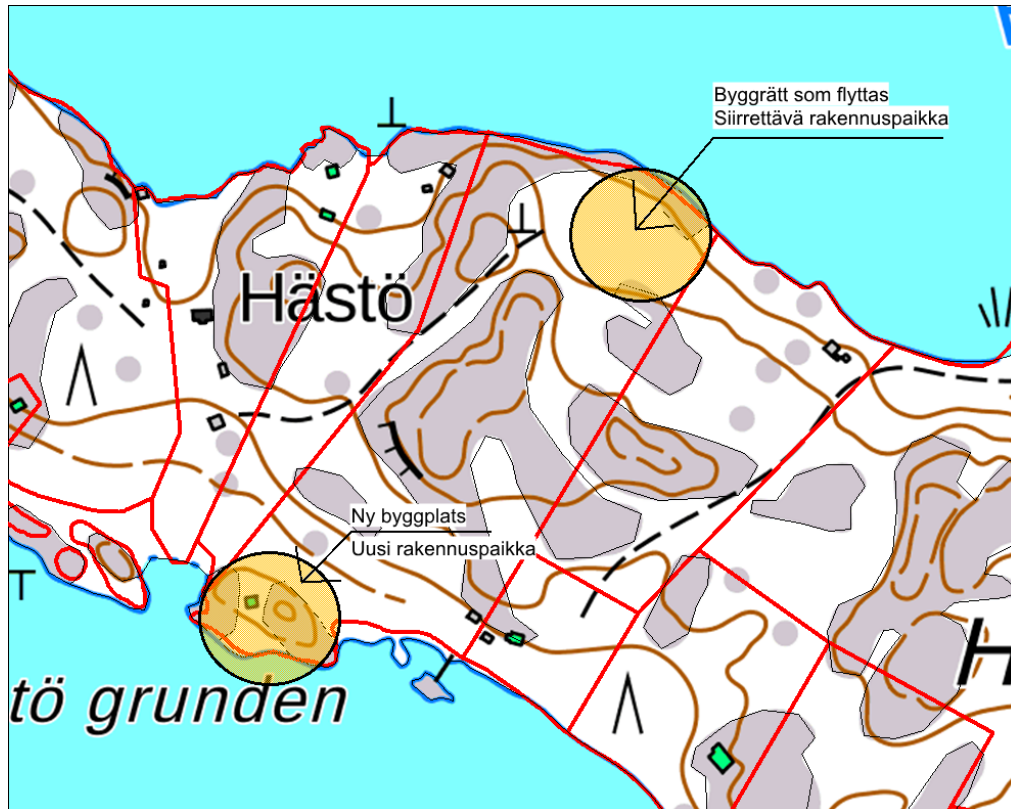 Byggrätt som flyttas
Siirrettävä rakennuspaikka
Hästö
Ny byggplats
Uusi rakennuspaikka
tö grunden
H